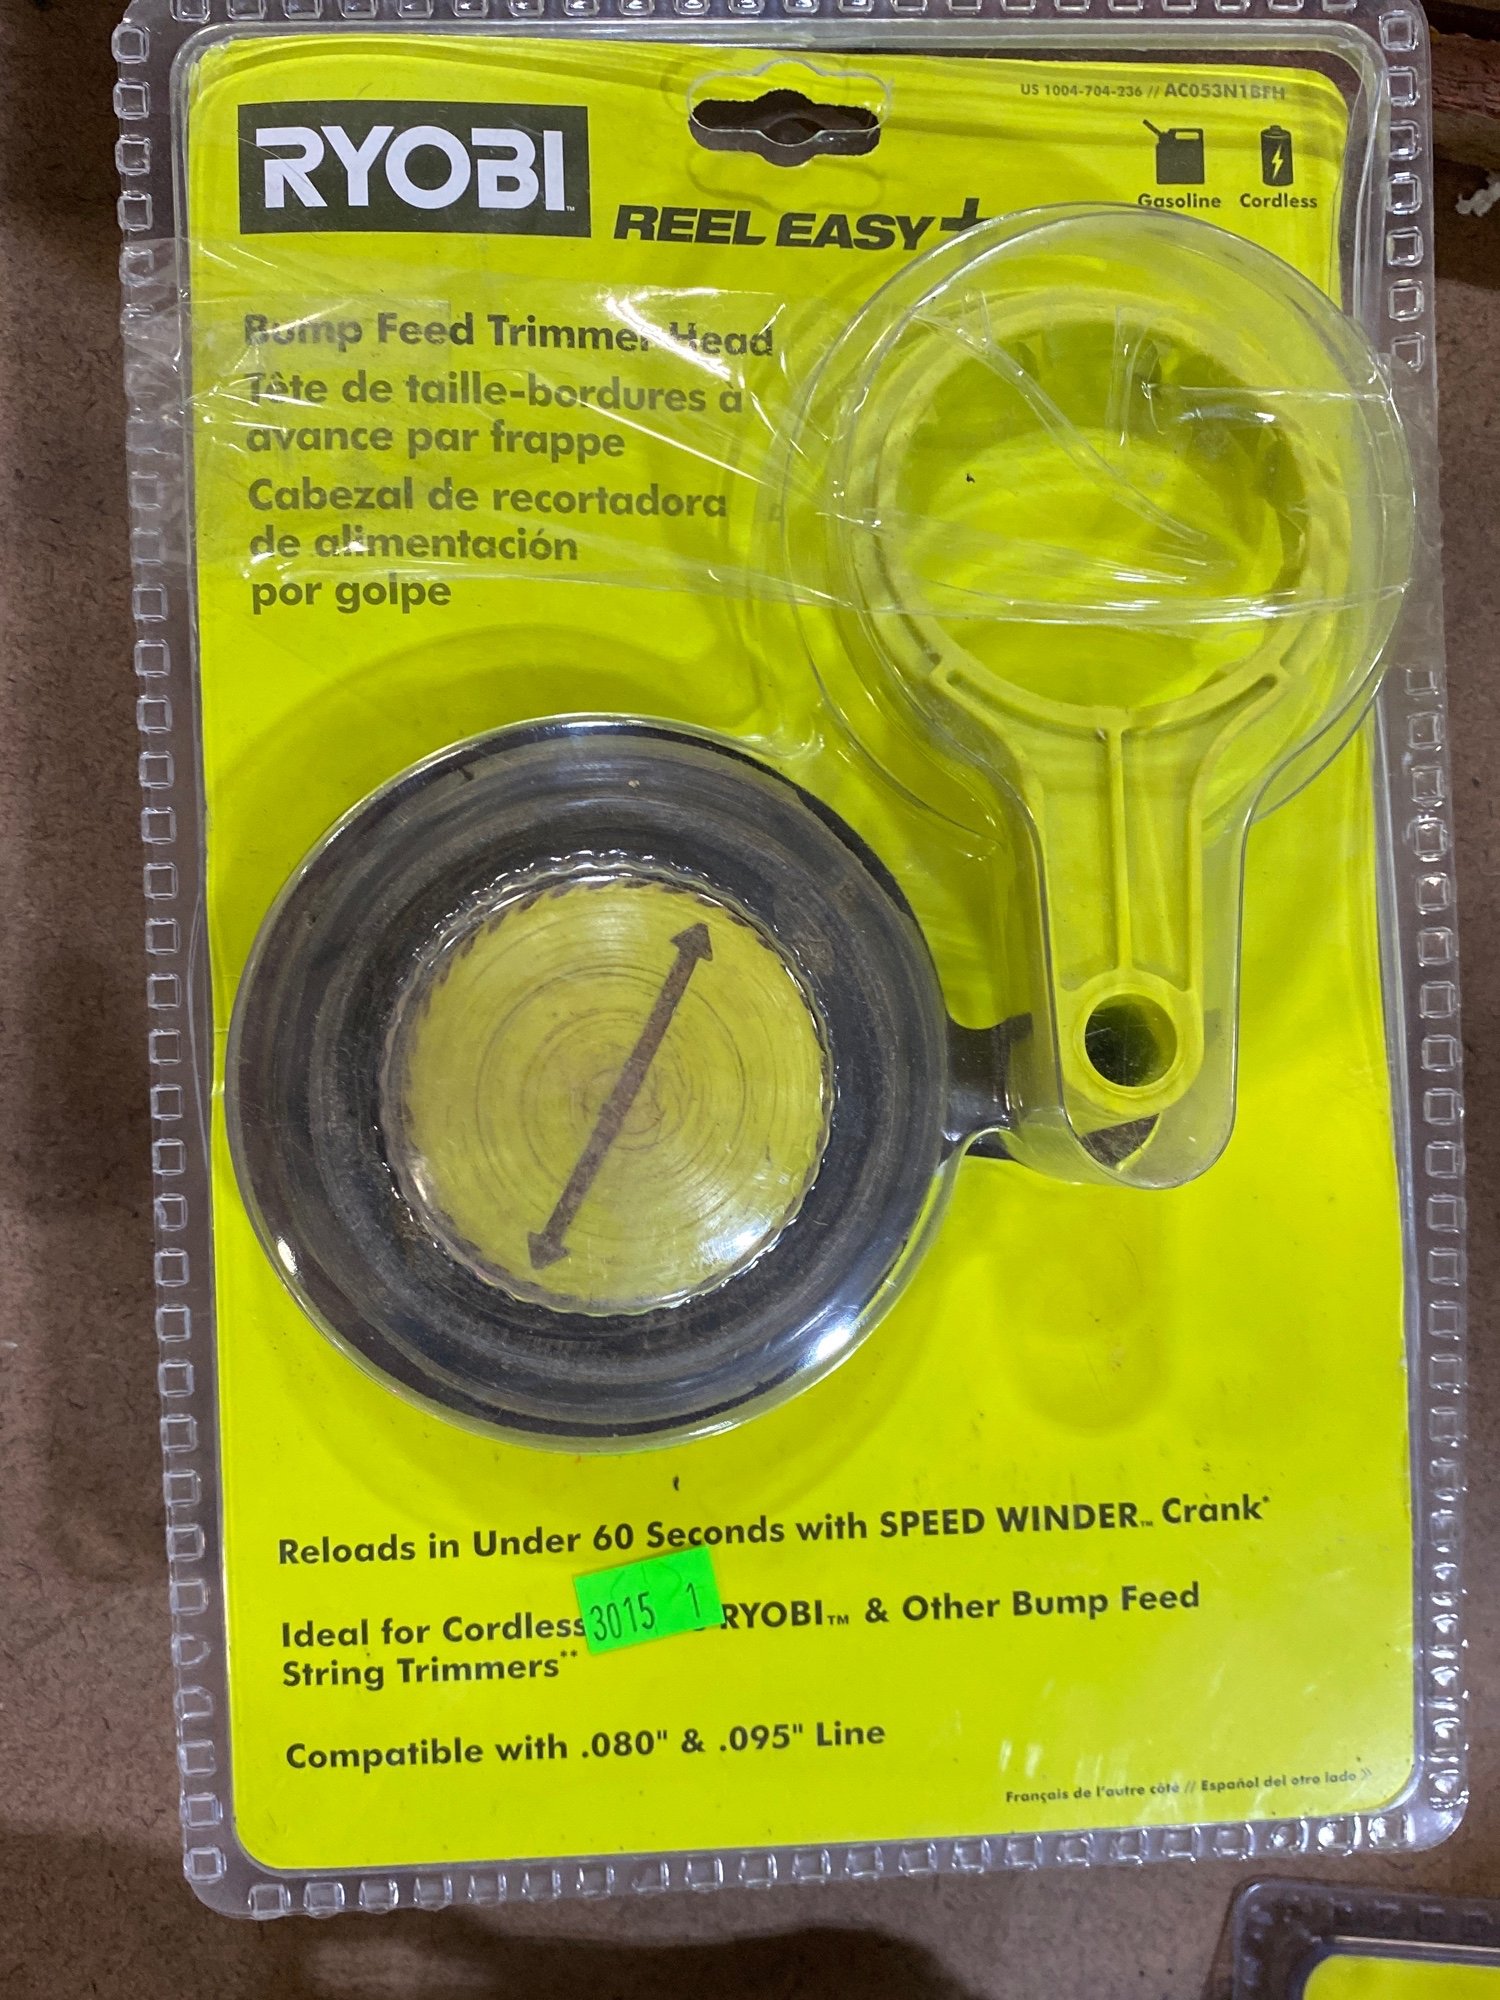 US 1004-704-236 // AC053N1BFH
RYOBI™
REEL EASY+
Gasoline Cordless
Bump Feed Trimmer Head
Tête de taille-bordures à
avance par frappe
Cabezal de recortadora
de alimentación
por golpe
Reloads in Under 60 Seconds with SPEED WINDER™ Crank*
Ideal for Cordless RYOBI™ & Other Bump Feed
3015 1
String Trimmers**
Compatible with .080" & .095" Line
Français de l'autre côté // Español del otro lado »